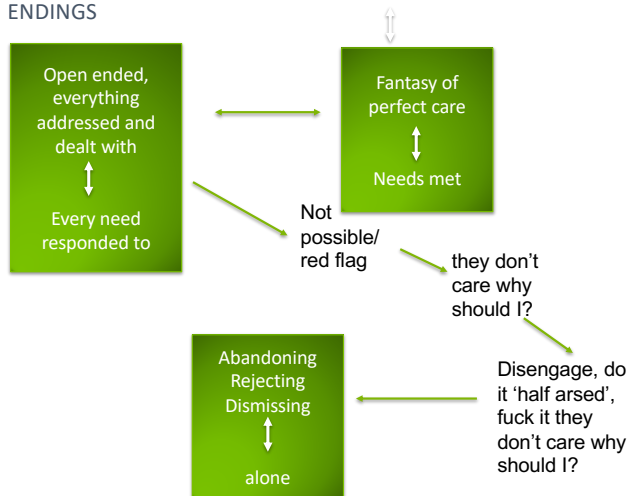 ENDINGS
Open ended,
everything
addressed and
dealt with
Every need
responded to
Fantasy of
perfect care
Needs met
Not
possible/
red flag
they don't
care why
should I?
Disengage, do
it ‘half arsed’,
fuck it they
don't care why
should I?
Abandoning
Rejecting
Dismissing
alone